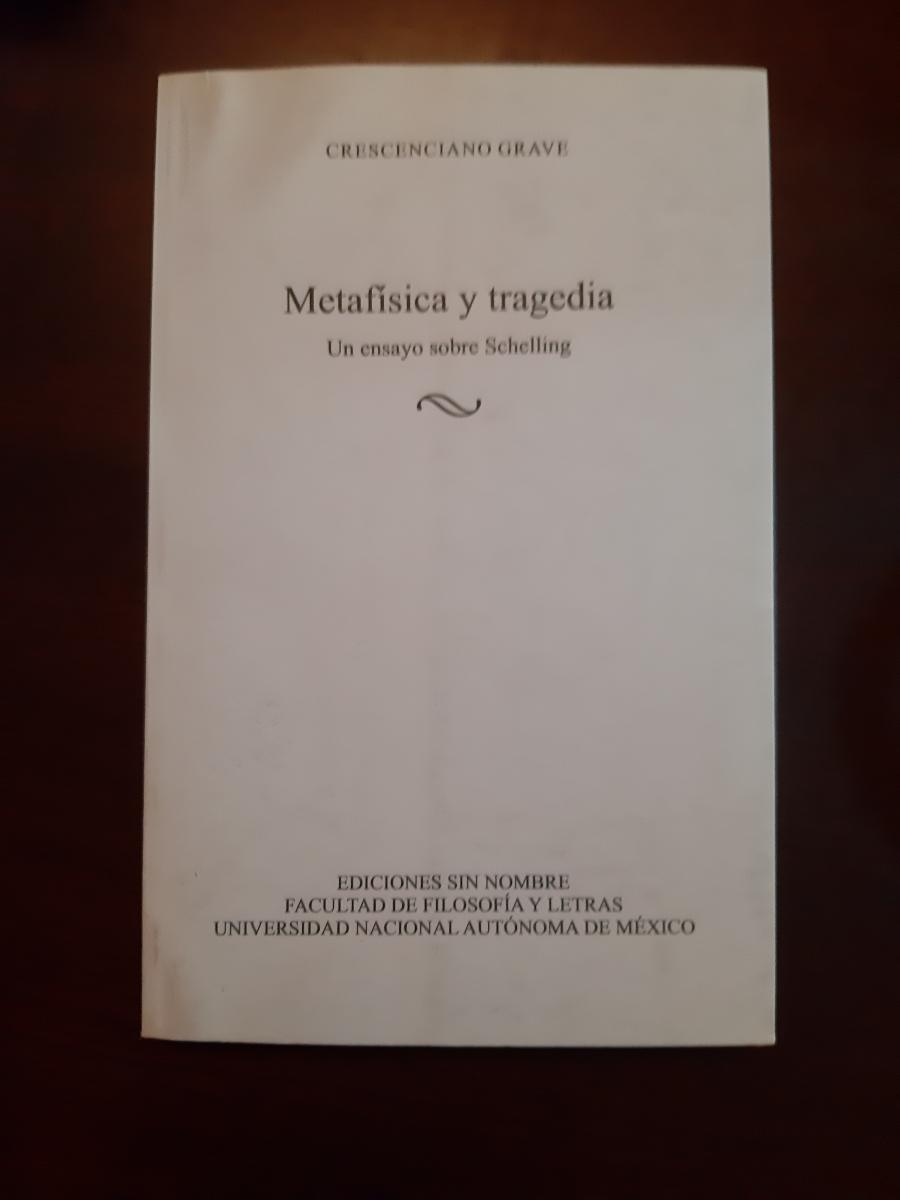 CRESCENCIANO GRAVE
Metafísica y tragedia
Un ensayo sobre Schelling
EDICIONES SIN NOMBRE
FACULTAD DE FILOSOFÍA Y LETRAS
UNIVERSIDAD NACIONAL AUTÓNOMA DE MÉXICO